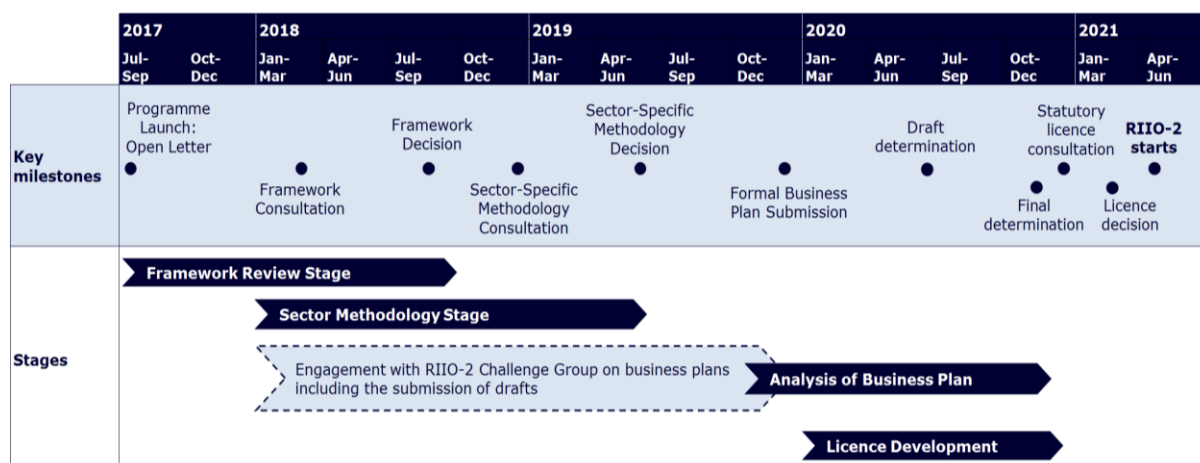 2017 2018 2019 2020 2021
Jul- Oct- Jan- Apr- Jul- Oct- Jan- Apr- Jul- Oct- Jan- Apr- Jul- Oct- Jan- Apr-
Sep Dec Mar Jun Sep Dec Mar Jun Sep Dec Mar Jun Sep Dec Mar Jun
Key
milestones
Programme
Launch:
Open Letter
Framework
Consultation
Framework
Decision
Sector-Specific
Methodology
Consultation
Sector-Specific
Methodology
Decision
Formal Business
Plan Submission
Draft
determination
Final
determination
Statutory
licence
consultation
Licence
decision
RIIO-2
starts
Stages
Framework Review Stage
Sector Methodology Stage
Engagement with RIIO-2 Challenge Group on business plans
including the submission of drafts
Analysis of Business Plan
Licence Development